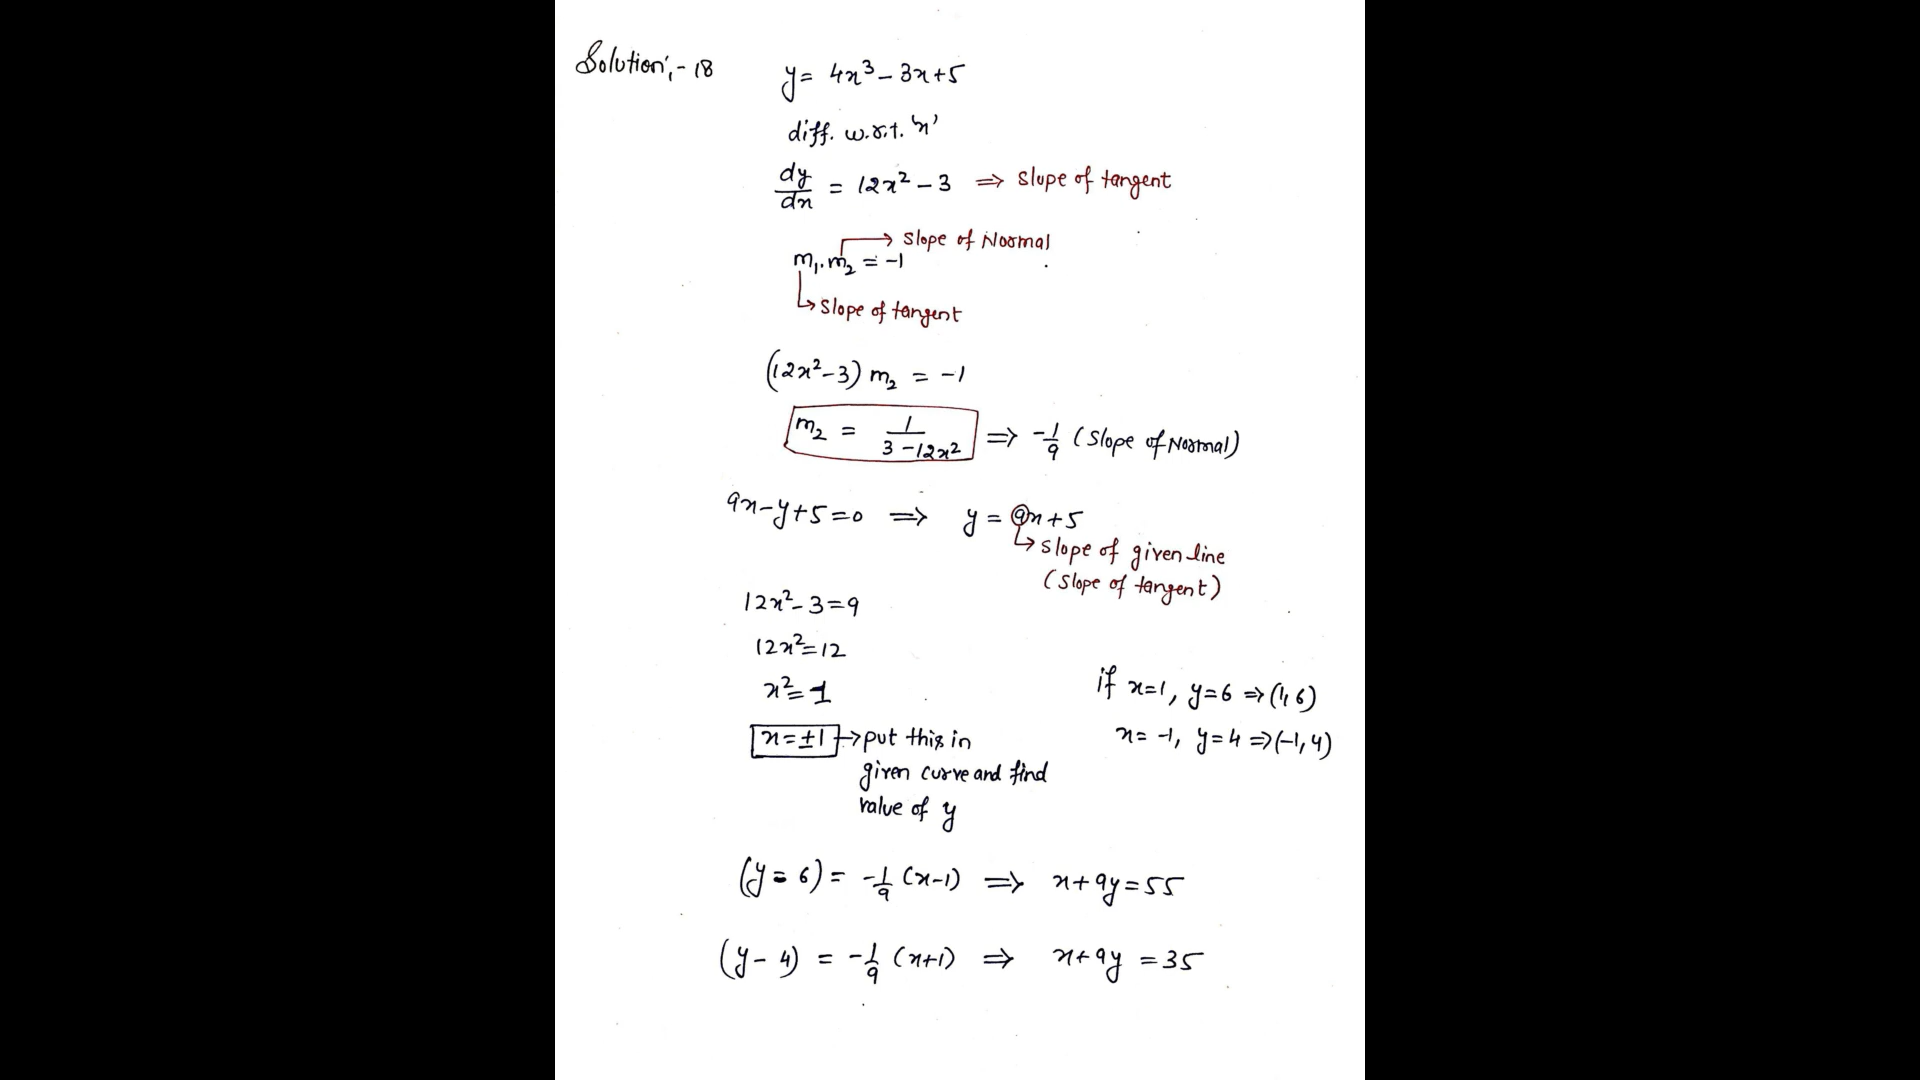 Solution:-18
y = 4x³ - 3x + 5
diff. w.r.t. 'x'
dy/dx = 12x² - 3 ⇒ slope of tangent
→ slope of Normal
m₁.m₂ = -1
↳ slope of tangent
(12x²-3) m₂ = -1
m₂ = 1/(3-12x²) ⇒ -1/9 (slope of Normal)
9x-y+5=0 ⇒ y = 9x+5
↳ slope of given line
(slope of tangent)
12x²-3=9
12x²=12
x²=1
if x=1, y=6 ⇒ (1,6)
x=±1 → put this in
x=-1, y=4 ⇒ (-1,4)
given curve and find
value of y
(y-6) = -1/9 (x-1) ⇒ x+9y=55
(y-4) = -1/9 (x+1) ⇒ x+9y=35